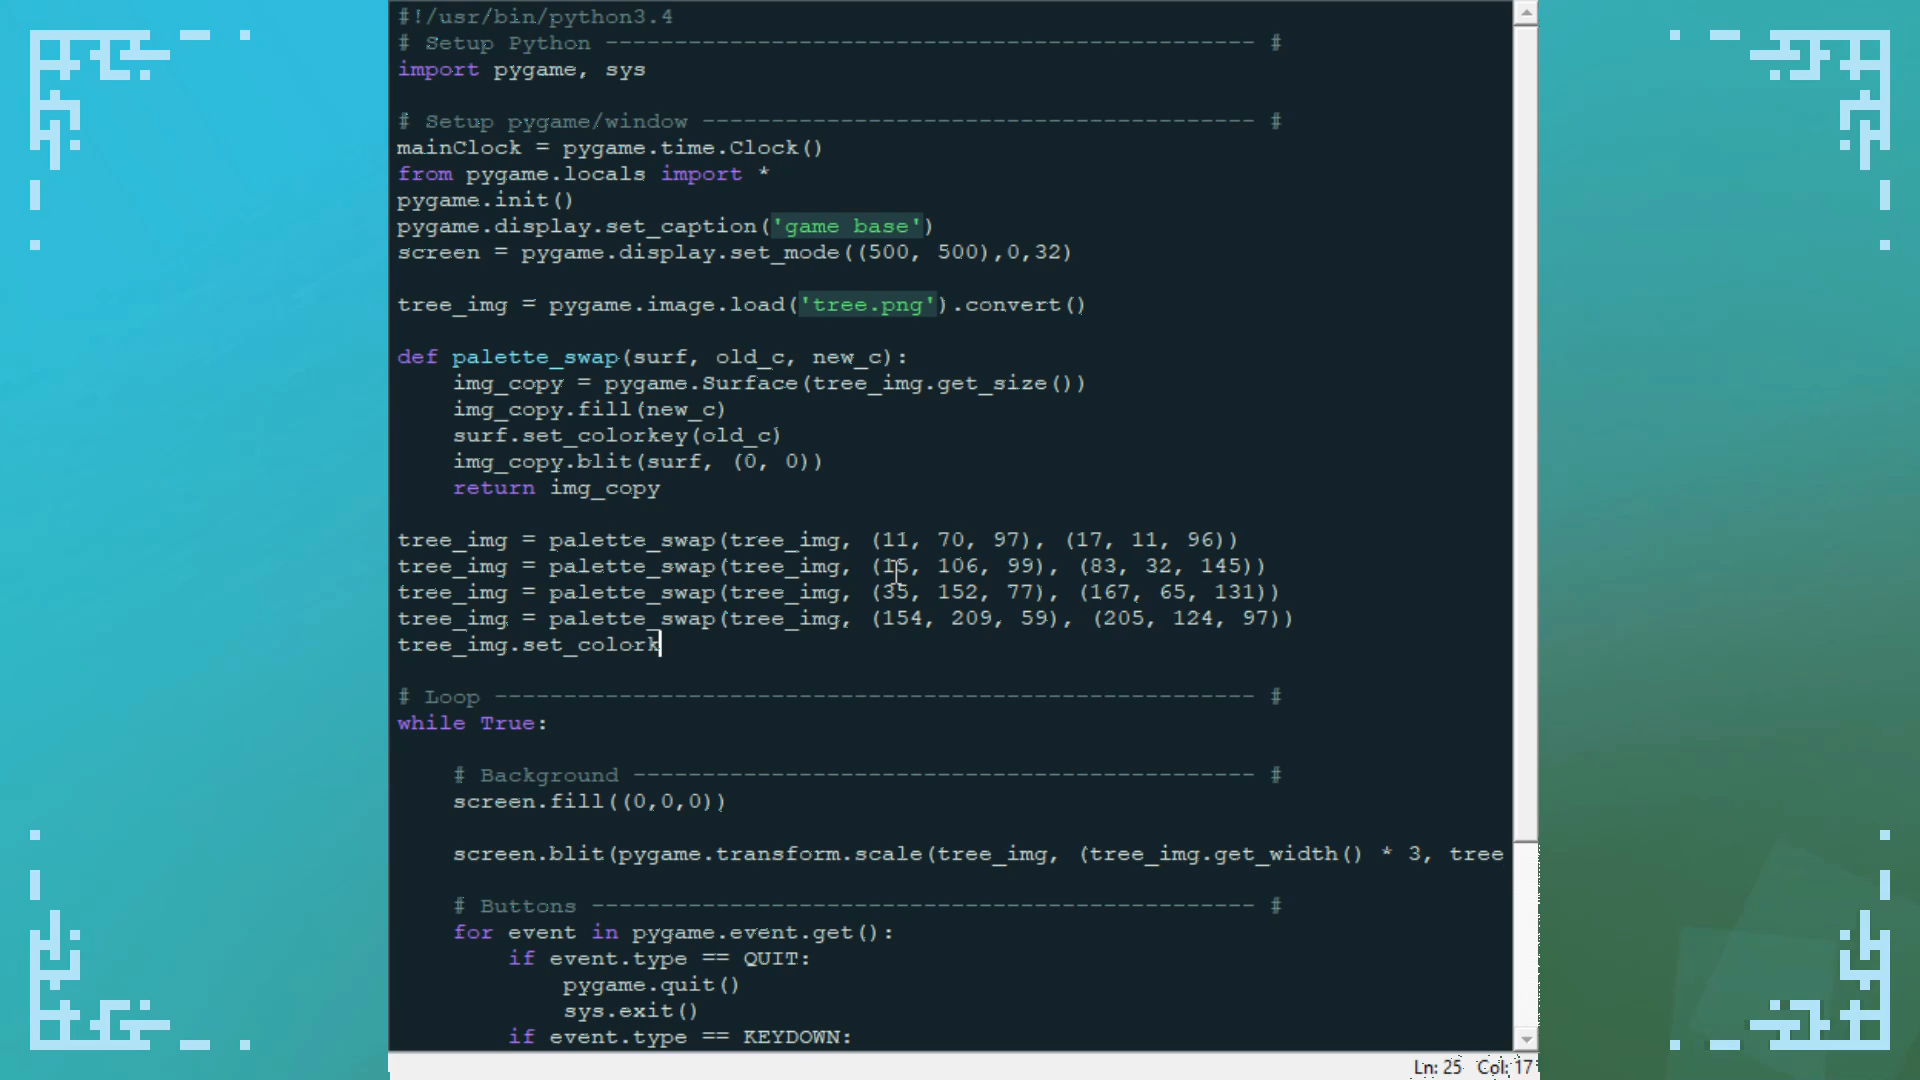 #!/usr/bin/python3.4
# Setup Python ----------------------------------------------- #
import pygame, sys
# Setup pygame/window ---------------------------------------- #
mainClock = pygame.time.Clock()
from pygame.locals import *
pygame.init()
pygame.display.set_caption('game base')
screen = pygame.display.set_mode((500, 500),0,32)
tree_img = pygame.image.load('tree.png').convert()
def palette_swap(surf, old_c, new_c):
    img_copy = pygame.Surface(tree_img.get_size())
    img_copy.fill(new_c)
    surf.set_colorkey(old_c)
    img_copy.blit(surf, (0, 0))
    return img_copy
tree_img = palette_swap(tree_img, (11, 70, 97), (17, 11, 96))
tree_img = palette_swap(tree_img, (15, 106, 99), (83, 32, 145))
tree_img = palette_swap(tree_img, (35, 152, 77), (167, 65, 131))
tree_img = palette_swap(tree_img, (154, 209, 59), (205, 124, 97))
tree_img.set_colork
# Loop ------------------------------------------------------- #
while True:
    # Background --------------------------------------------- #
    screen.fill((0,0,0))
    screen.blit(pygame.transform.scale(tree_img, (tree_img.get_width() * 3, tree
    # Buttons ------------------------------------------------ #
    for event in pygame.event.get():
        if event.type == QUIT:
            pygame.quit()
            sys.exit()
        if event.type == KEYDOWN:
Ln: 25 Col: 17